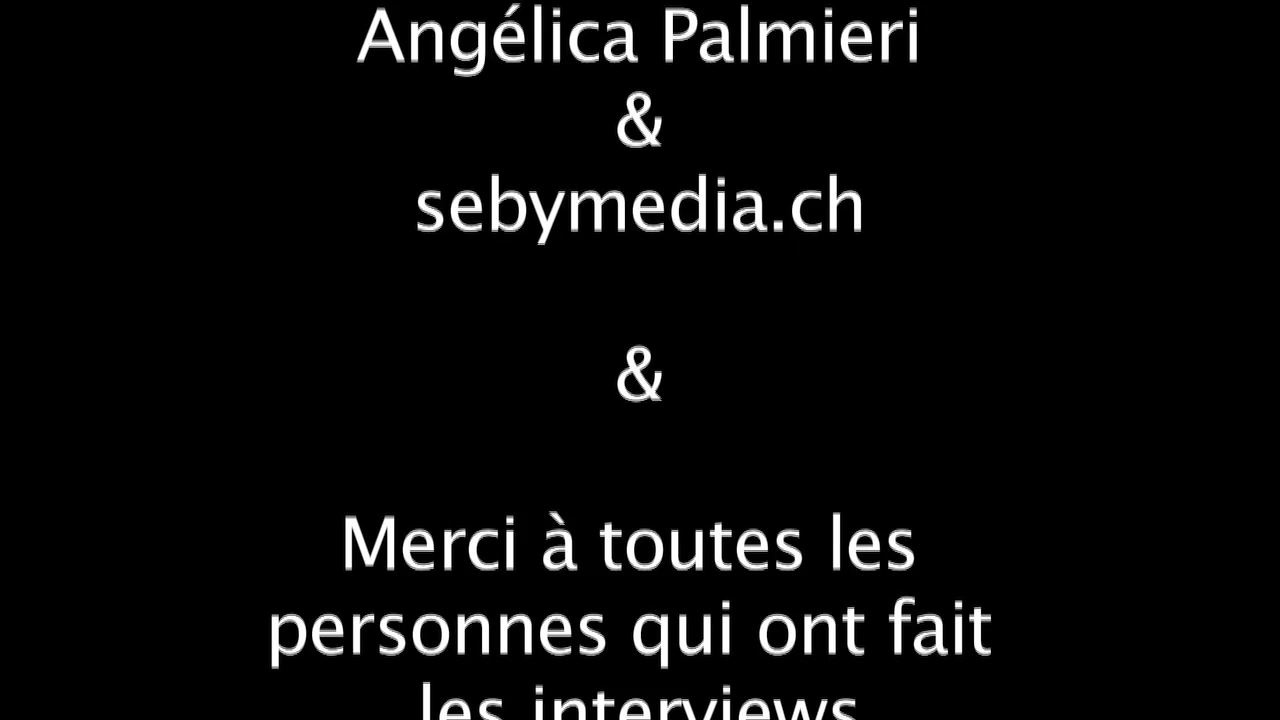 Angélica Palmieri
&
sebymedia.ch
&
Merci à toutes les
personnes qui ont fait
les interviews